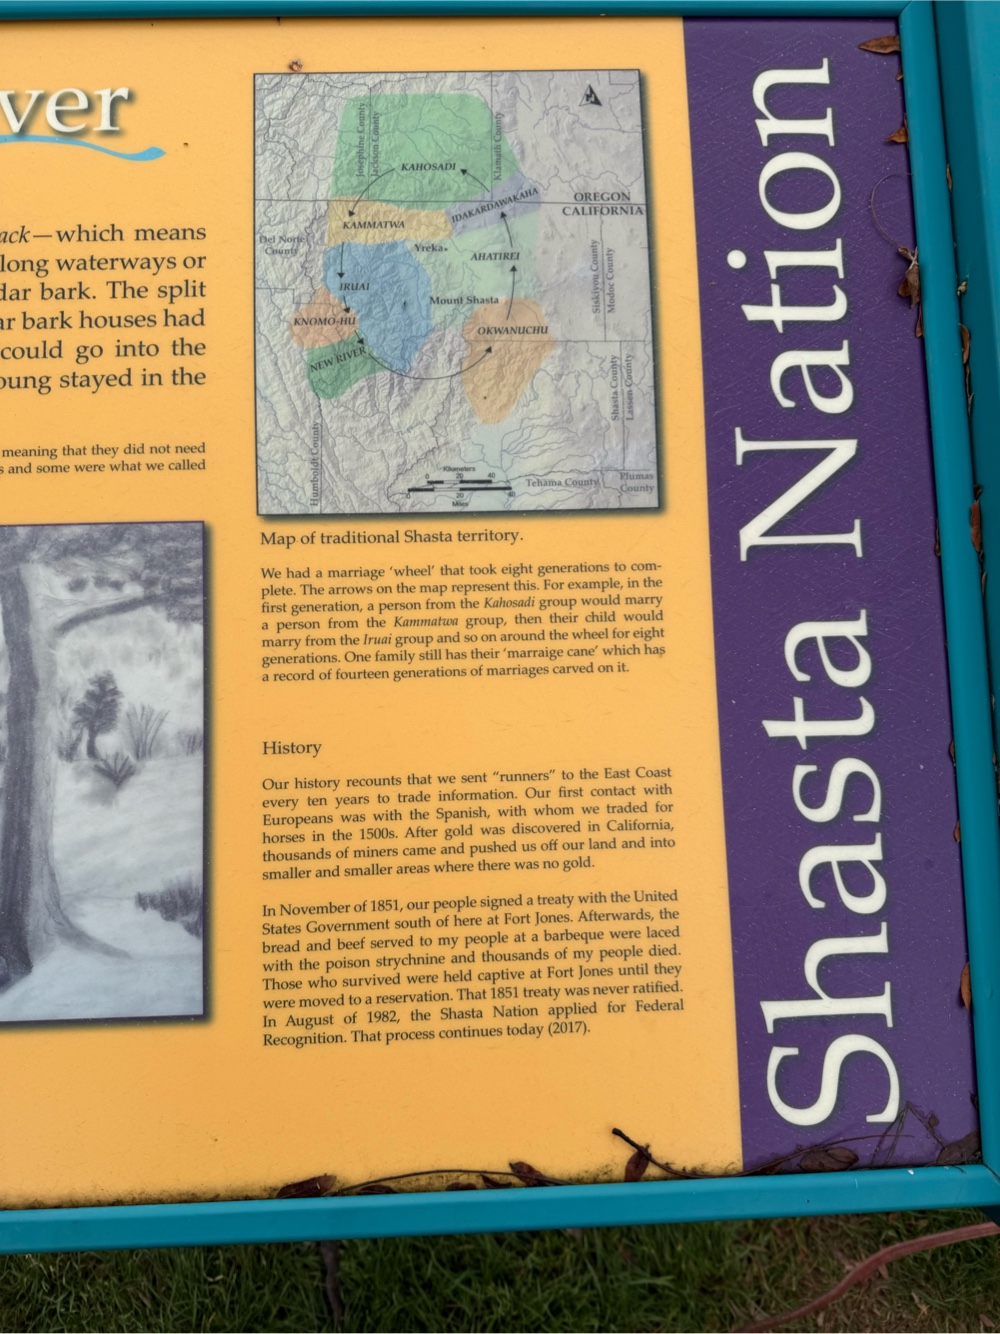 ver
ack—which means
long waterways or
dar bark. The split
ar bark houses had
could go into the
oung stayed in the
meaning that they did not need
s and some were what we called
Josephine County
Jackson County
Klamath County
KAHOSADI
IDAKARDAWAKAHA
OREGON
CALIFORNIA
KAMMATWA
Del Norte
County
Yreka
AHATIREI
Siskiyou County
Modoc County
IRUAI
Mount Shasta
KNOMO-HU
OKWANUCHU
NEW RIVER
Shasta County
Lassen County
Humboldt County
Kilometers
0 20 40
0 20 40
Miles
Tehama County
Plumas
County
Map of traditional Shasta territory.
We had a marriage 'wheel' that took eight generations to com-
plete. The arrows on the map represent this. For example, in the
first generation, a person from the Kahosadi group would marry
a person from the Kammatwa group, then their child would
marry from the Iruai group and so on around the wheel for eight
generations. One family still has their 'marraige cane' which has
a record of fourteen generations of marriages carved on it.
History
Our history recounts that we sent "runners" to the East Coast
every ten years to trade information. Our first contact with
Europeans was with the Spanish, with whom we traded for
horses in the 1500s. After gold was discovered in California,
thousands of miners came and pushed us off our land and into
smaller and smaller areas where there was no gold.
In November of 1851, our people signed a treaty with the United
States Government south of here at Fort Jones. Afterwards, the
bread and beef served to my people at a barbeque were laced
with the poison strychnine and thousands of my people died.
Those who survived were held captive at Fort Jones until they
were moved to a reservation. That 1851 treaty was never ratified.
In August of 1982, the Shasta Nation applied for Federal
Recognition. That process continues today (2017).
Shasta Nation